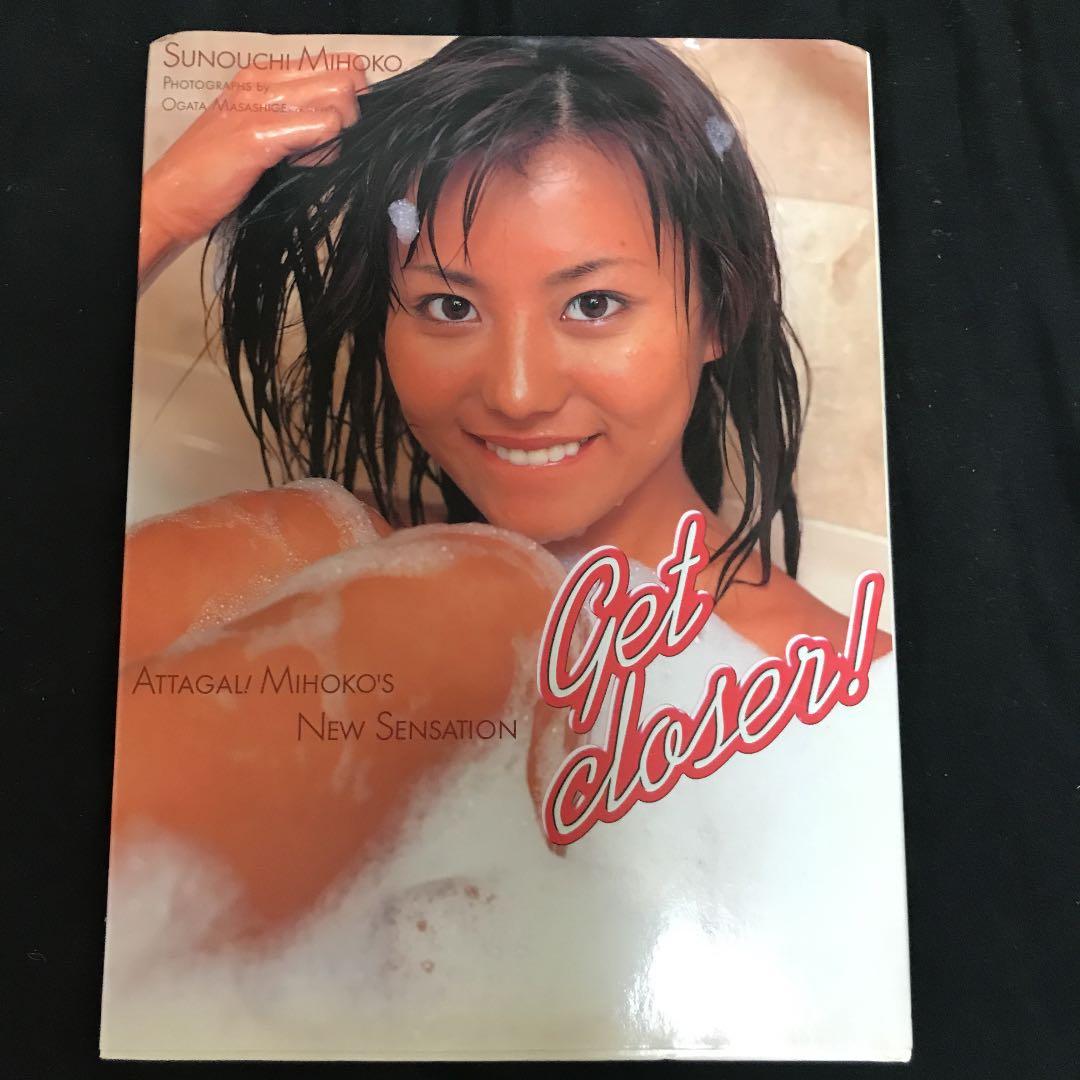 SUNOUCHI MIHOKO
PHOTOGRAPHS by
OGATA MASASHIGE
Get
closer!
ATTAGAL! MIHOKO'S
NEW SENSATION